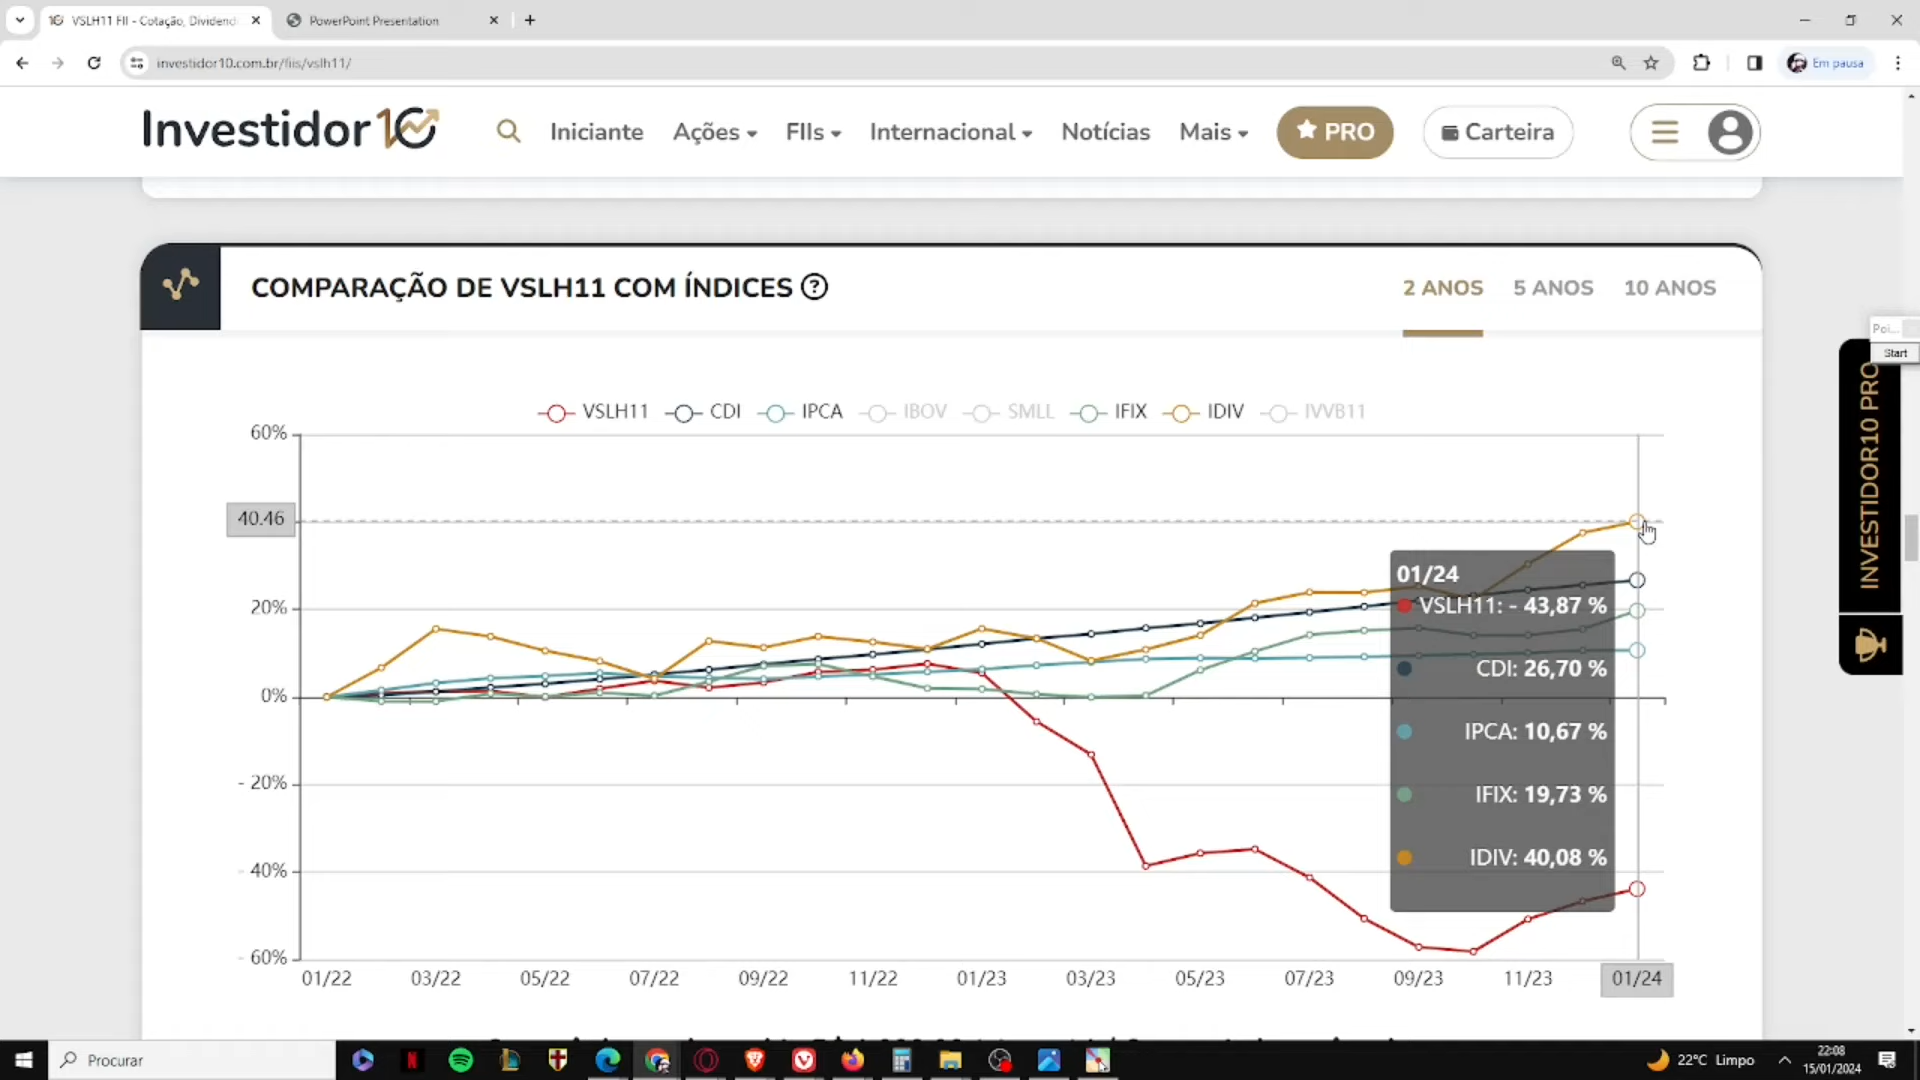 VSLH11 FII - Cotação, Dividend
PowerPoint Presentation
investidor10.com.br/fiis/vslh11/
Em pausa
Investidor 10
Iniciante
Ações
FIIs
Internacional
Notícias
Mais
PRO
Carteira
COMPARAÇÃO DE VSLH11 COM ÍNDICES ?
2 ANOS
5 ANOS
10 ANOS
Poi...
Start
INVESTIDOR10 PRO
VSLH11
CDI
IPCA
IBOV
SMLL
IFIX
IDIV
IVVB11
60%
40.46
20%
0%
- 20%
- 40%
- 60%
01/24
VSLH11: - 43,87 %
CDI: 26,70 %
IPCA: 10,67 %
IFIX: 19,73 %
IDIV: 40,08 %
01/22
03/22
05/22
07/22
09/22
11/22
01/23
03/23
05/23
07/23
09/23
11/23
01/24
Procurar
22°C Limpo
22:08
15/01/2024